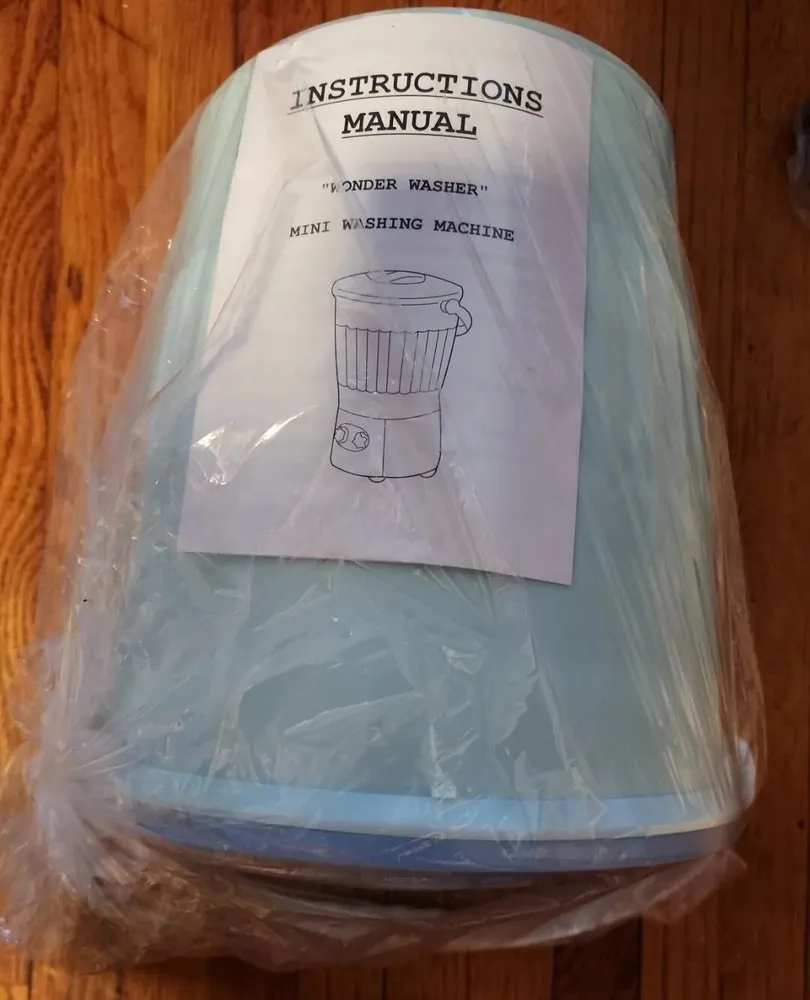 INSTRUCTIONS
MANUAL
"WONDER WASHER"
MINI WASHING MACHINE